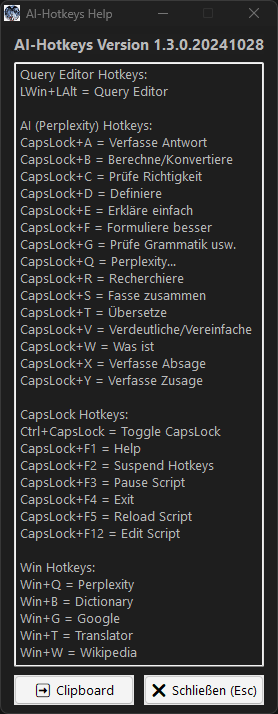 AI-Hotkeys Help
AI-Hotkeys Version 1.3.0.20241028
Query Editor Hotkeys:
LWin+LAlt = Query Editor
AI (Perplexity) Hotkeys:
CapsLock+A = Verfasse Antwort
CapsLock+B = Berechne/Konvertiere
CapsLock+C = Prüfe Richtigkeit
CapsLock+D = Definiere
CapsLock+E = Erkläre einfach
CapsLock+F = Formuliere besser
CapsLock+G = Prüfe Grammatik usw.
CapsLock+Q = Perplexity...
CapsLock+R = Recherchiere
CapsLock+S = Fasse zusammen
CapsLock+T = Übersetze
CapsLock+V = Verdeutliche/Vereinfache
CapsLock+W = Was ist
CapsLock+X = Verfasse Absage
CapsLock+Y = Verfasse Zusage
CapsLock Hotkeys:
Ctrl+CapsLock = Toggle CapsLock
CapsLock+F1 = Help
CapsLock+F2 = Suspend Hotkeys
CapsLock+F3 = Pause Script
CapsLock+F4 = Exit
CapsLock+F5 = Reload Script
CapsLock+F12 = Edit Script
Win Hotkeys:
Win+Q = Perplexity
Win+B = Dictionary
Win+G = Google
Win+T = Translator
Win+W = Wikipedia
Clipboard
Schließen (Esc)